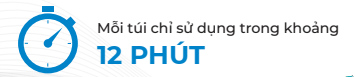 Mỗi túi chỉ sử dụng trong khoảng
12 PHÚT